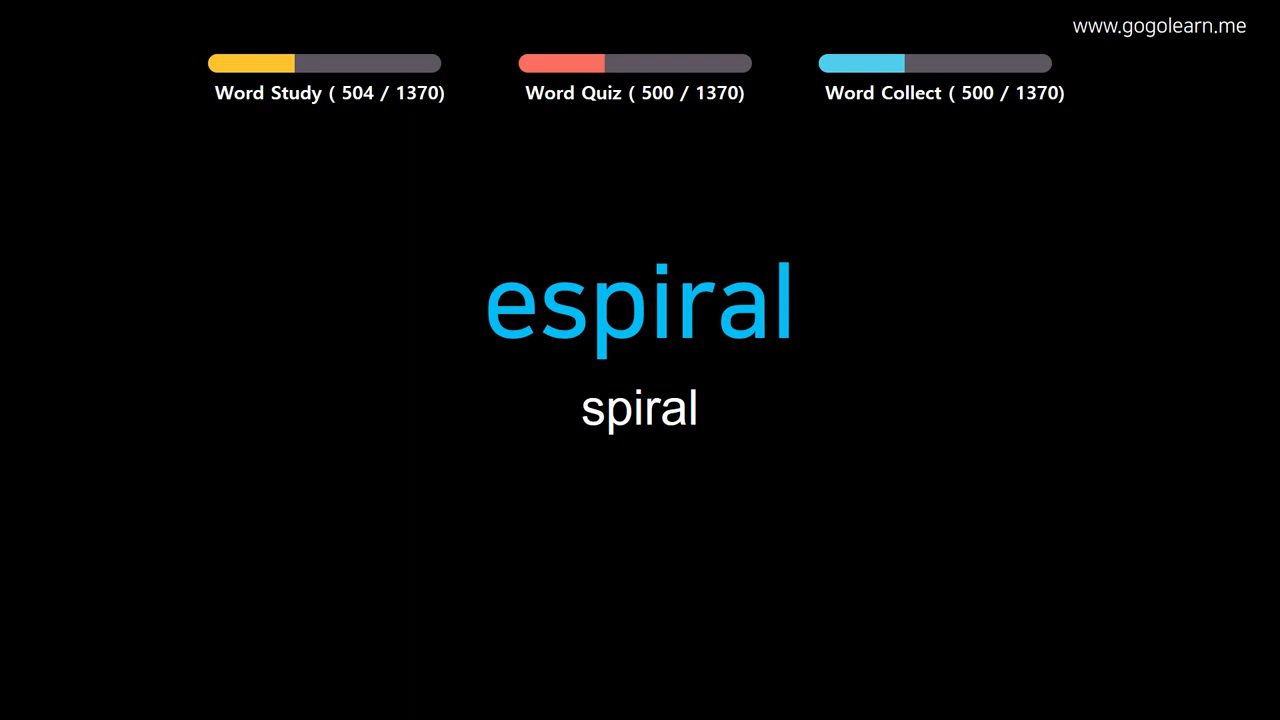 www.gogolearn.me
Word Study ( 504 / 1370)
Word Quiz ( 500 / 1370)
Word Collect ( 500 / 1370)
espiral
spiral